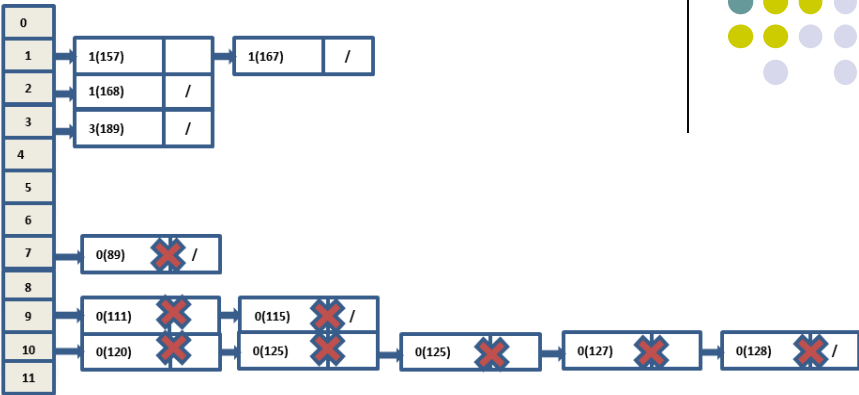 0
1 1(157) 1(167) /
2 1(168) /
3 3(189) /
4
5
6
7 0(89) /
8
9 0(111) 0(115) /
10 0(120) 0(125) 0(125) 0(127) 0(128) /
11